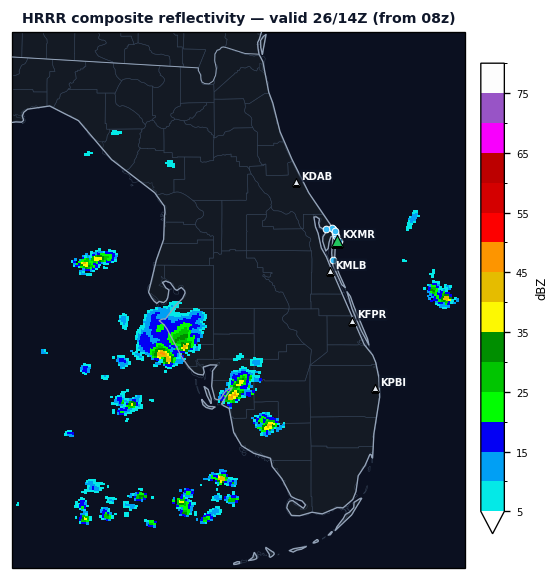 HRRR composite reflectivity — valid 26/14Z (from 08z)
KDAB
KXMR
KMLB
KFPR
KPBI
75
65
55
45
35
25
15
5
dBZ